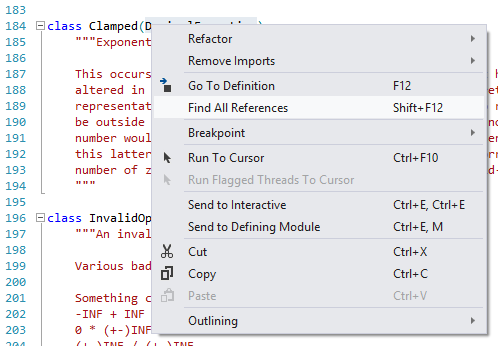 183
184 class Clamped(
185 """Exponent
186
187 This occurs
188 altered in
189 representat
190 be outside
191 number woul
192 this latter
193 number of z
194 """
195
196 class InvalidOp
197 """An inval
198
199 Various bad
200
201 Something c
202 -INF + INF
203 0 * (+-)INF
204
Refactor
Remove Imports
Go To Definition F12
Find All References Shift+F12
Breakpoint
Run To Cursor Ctrl+F10
Run Flagged Threads To Cursor
Send to Interactive Ctrl+E, Ctrl+E
Send to Defining Module Ctrl+E, M
Cut Ctrl+X
Copy Ctrl+C
Paste Ctrl+V
Outlining